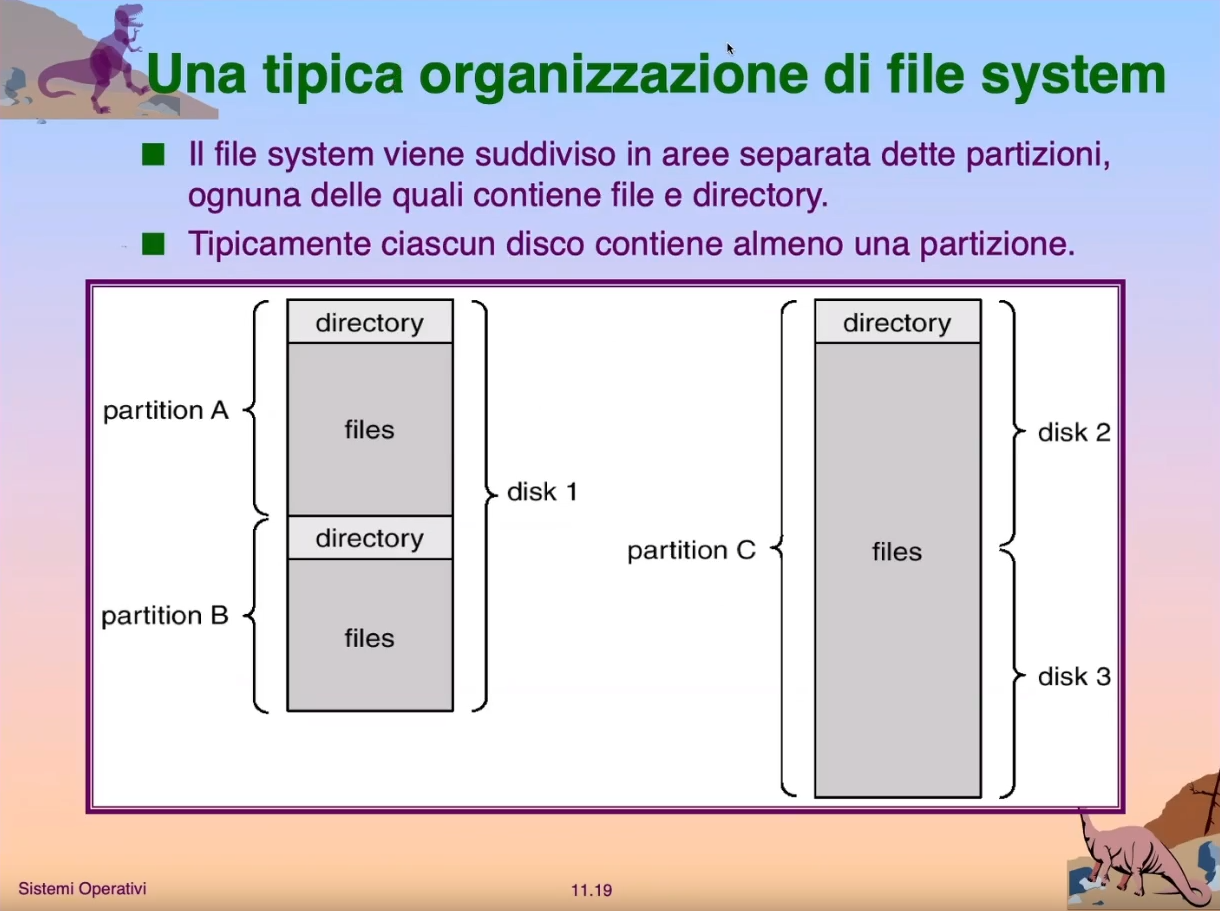 Una tipica organizzazione di file system
Il file system viene suddiviso in aree separata dette partizioni,
ognuna delle quali contiene file e directory.
Tipicamente ciascun disco contiene almeno una partizione.
directory
partition A
files
disk 1
directory
partition B
files
directory
disk 2
partition C
files
disk 3
Sistemi Operativi
11.19